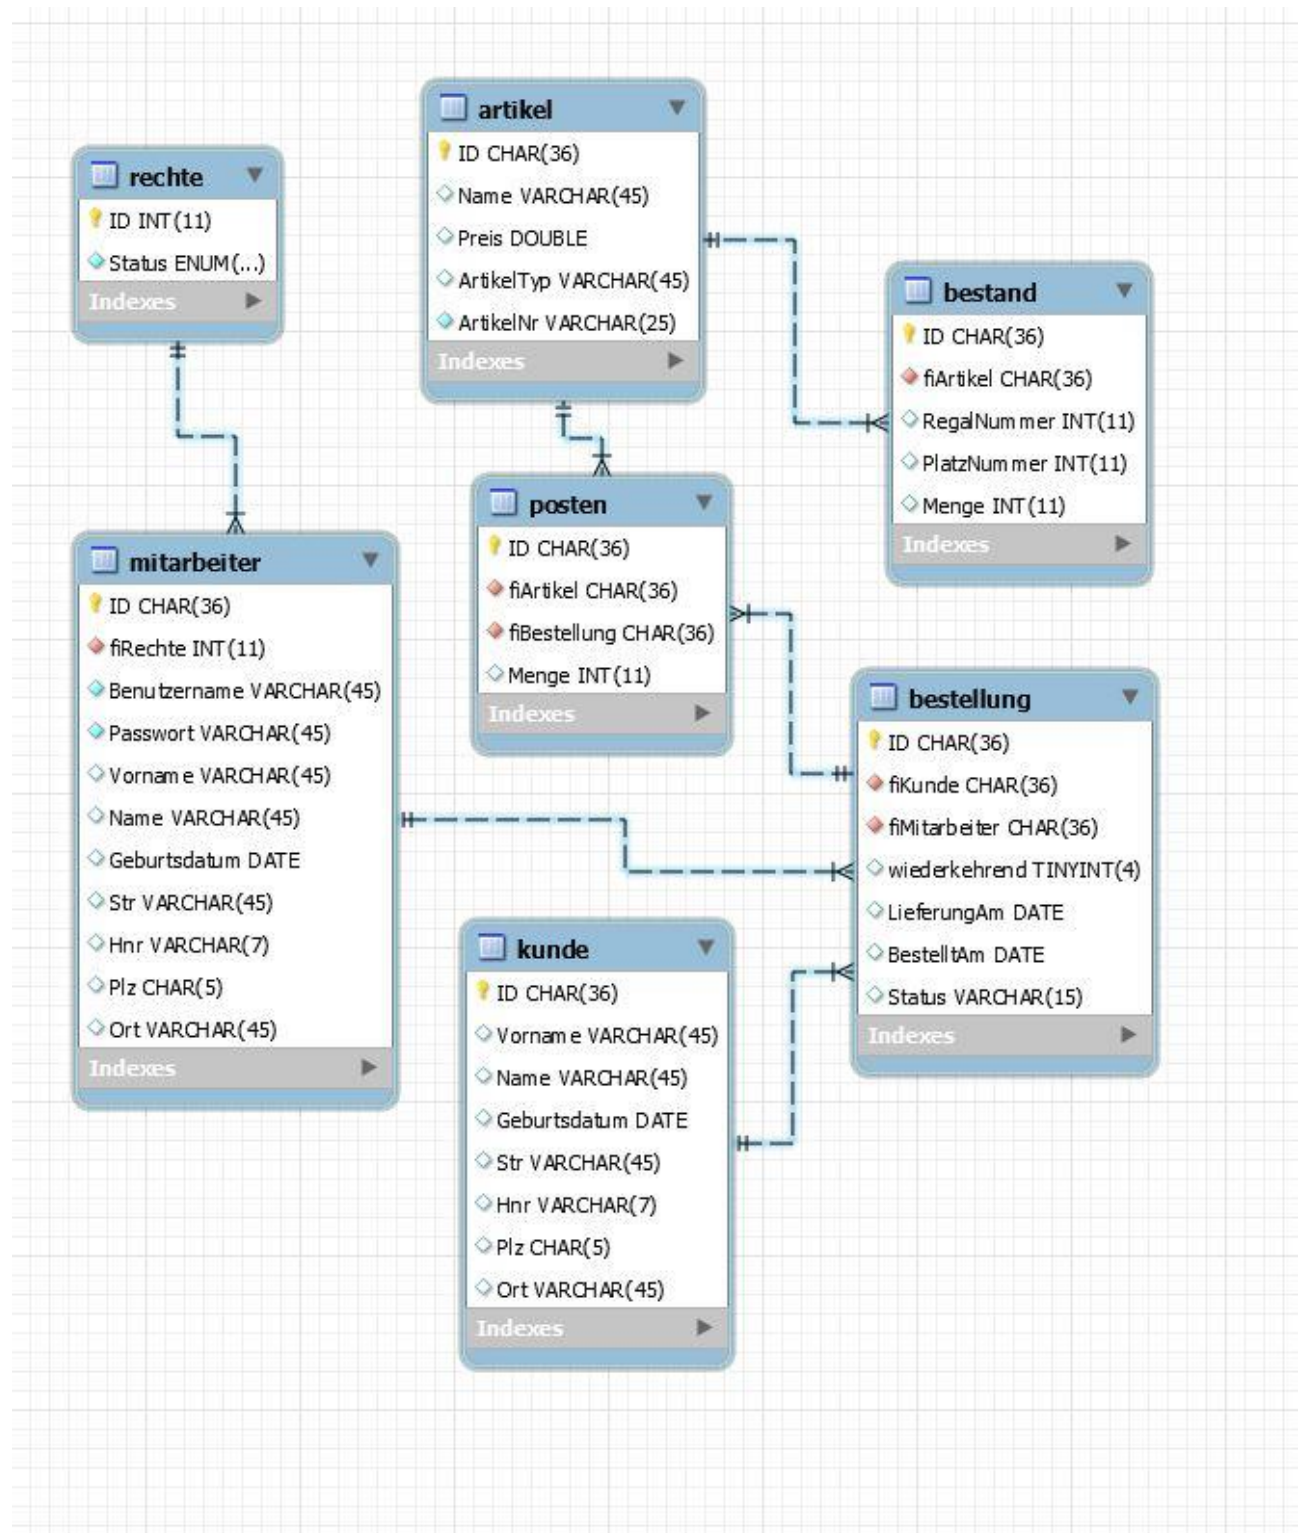 rechte
ID INT(11)
Status ENUM(...)
Indexes
artikel
ID CHAR(36)
Name VARCHAR(45)
Preis DOUBLE
ArtikelTyp VARCHAR(45)
ArtikelNr VARCHAR(25)
Indexes
bestand
ID CHAR(36)
fiArtikel CHAR(36)
RegalNummer INT(11)
PlatzNummer INT(11)
Menge INT(11)
Indexes
posten
ID CHAR(36)
fiArtikel CHAR(36)
fiBestellung CHAR(36)
Menge INT(11)
Indexes
mitarbeiter
ID CHAR(36)
fiRechte INT(11)
Benutzername VARCHAR(45)
Passwort VARCHAR(45)
Vorname VARCHAR(45)
Name VARCHAR(45)
Geburtsdatum DATE
Str VARCHAR(45)
Hnr VARCHAR(7)
Plz CHAR(5)
Ort VARCHAR(45)
Indexes
bestellung
ID CHAR(36)
fiKunde CHAR(36)
fiMitarbeiter CHAR(36)
wiederkehrend TINYINT(4)
LieferungAm DATE
BestelltAm DATE
Status VARCHAR(15)
Indexes
kunde
ID CHAR(36)
Vorname VARCHAR(45)
Name VARCHAR(45)
Geburtsdatum DATE
Str VARCHAR(45)
Hnr VARCHAR(7)
Plz CHAR(5)
Ort VARCHAR(45)
Indexes